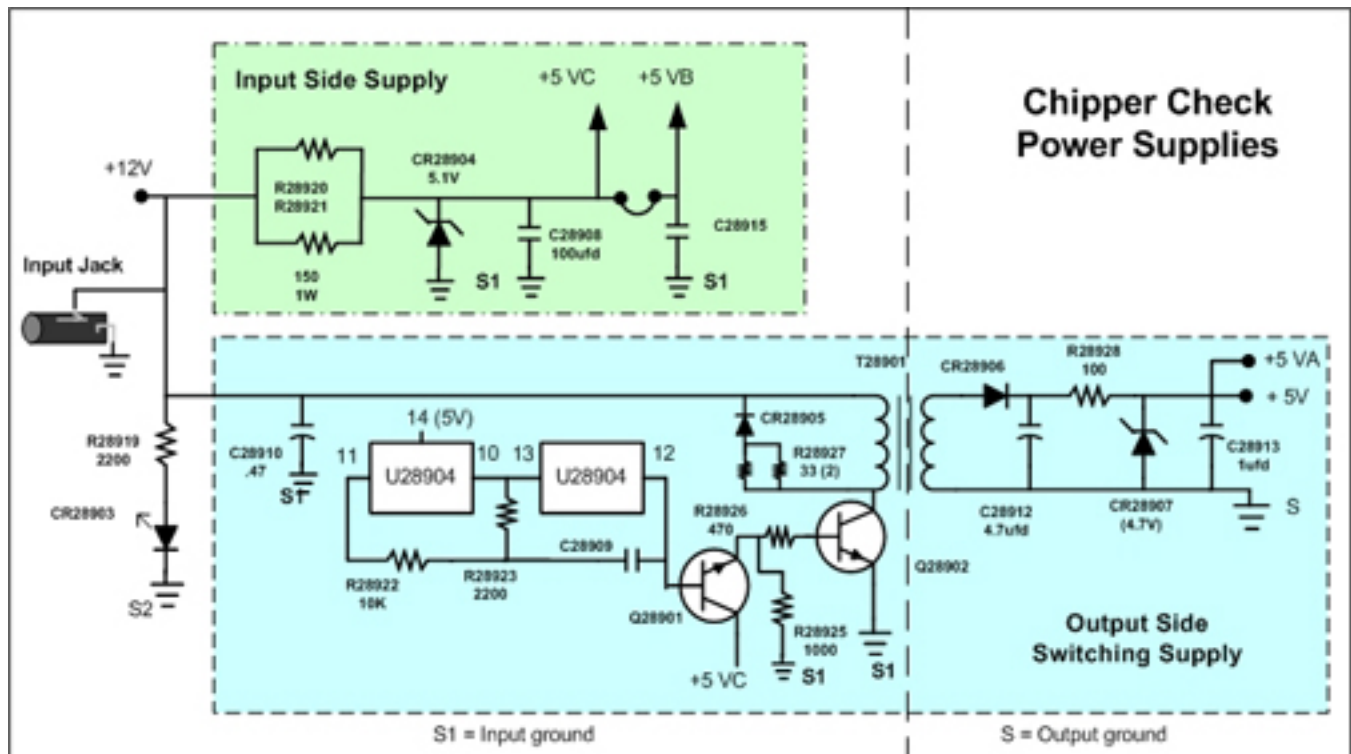 Input Side Supply
+5 VC
+5 VB
Chipper Check
Power Supplies
+12V
R28920
R28921
150
1W
CR28904
5.1V
C28908
100ufd
C28915
S1
S1
Input Jack
T28901
CR28906
R28928
100
+5 VA
+ 5V
R28919
2200
CR28903
S2
C28910
.47
S1
14 (5V)
11
U28904
10
13
U28904
12
CR28905
R28927
33 (2)
C28912
4.7ufd
CR28907
(4.7V)
C28913
1ufd
S
R28922
10K
R28923
2200
C28909
Q28901
R28926
470
R28925
1000
S1
+5 VC
Q28902
S1
Output Side
Switching Supply
S1 = Input ground
S = Output ground